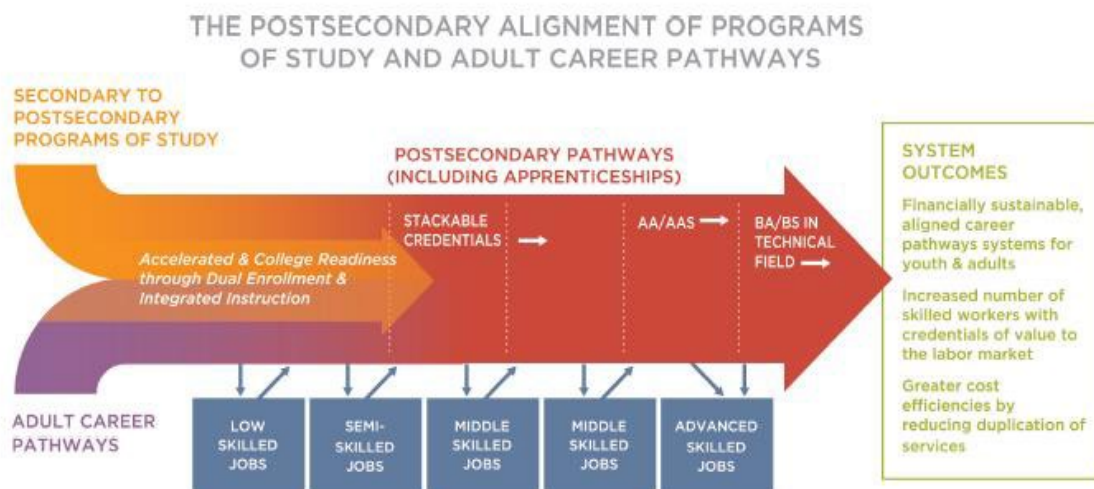 THE POSTSECONDARY ALIGNMENT OF PROGRAMS
OF STUDY AND ADULT CAREER PATHWAYS
SECONDARY TO
POSTSECONDARY
PROGRAMS OF STUDY
POSTSECONDARY PATHWAYS
(INCLUDING APPRENTICESHIPS)
STACKABLE
CREDENTIALS
AA/AAS
BA/BS IN
TECHNICAL
FIELD
Accelerated & College Readiness
through Dual Enrollment &
Integrated Instruction
ADULT CAREER
PATHWAYS
LOW
SKILLED
JOBS
SEMI-
SKILLED
JOBS
MIDDLE
SKILLED
JOBS
MIDDLE
SKILLED
JOBS
ADVANCED
SKILLED
JOBS
SYSTEM
OUTCOMES
Financially sustainable,
aligned career
pathways systems for
youth & adults
Increased number of
skilled workers with
credentials of value to
the labor market
Greater cost
efficiencies by
reducing duplication of
services